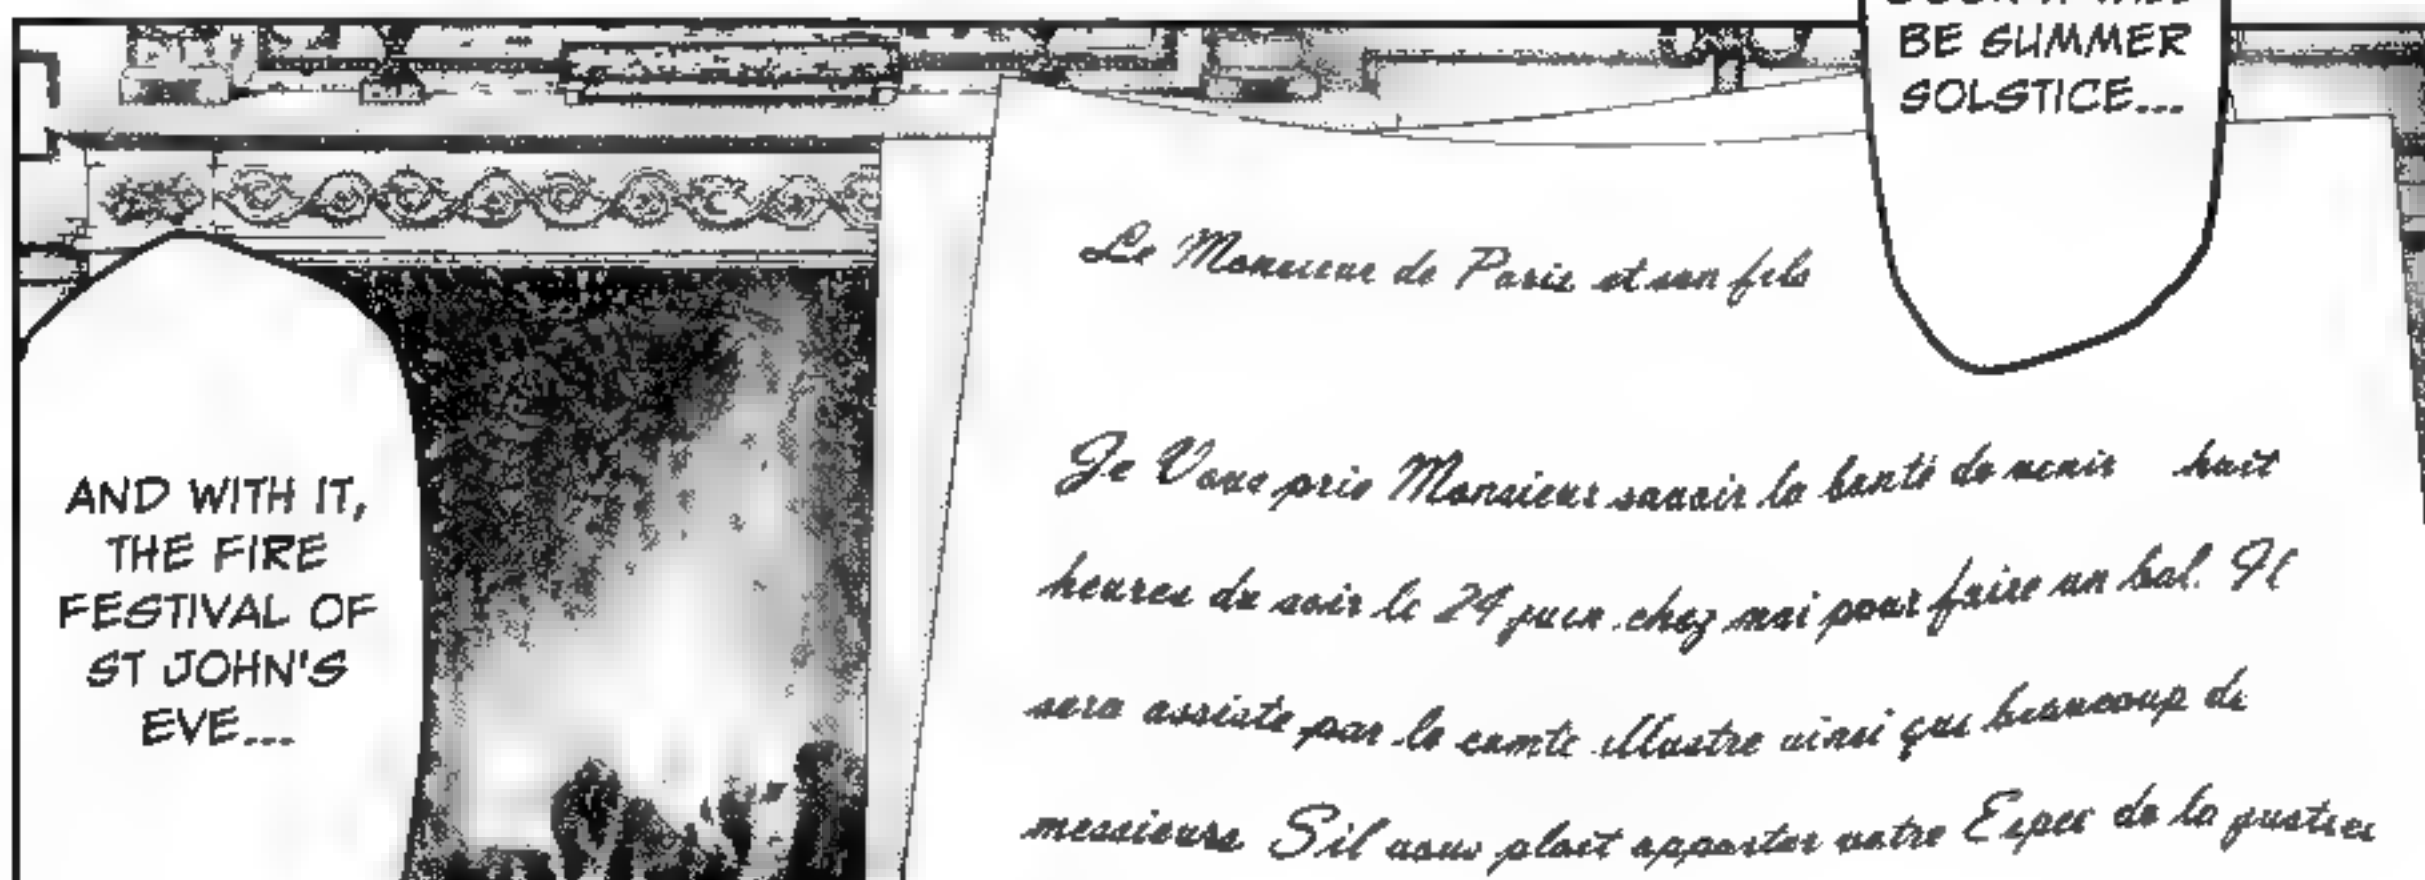 BE SUMMER
SOLSTICE...
Le Monsieur de Paris et son fils
Je Vous prie Monsieur savoir la bonté de venir huit
heures du soir le 24 juin chez moi pour faire un bal. Il
sera assiste par le comte illustre ainsi que beaucoup de
messieurs Sil vous plait apporter votre Espee de la justice
AND WITH IT,
THE FIRE
FESTIVAL OF
ST JOHN'S
EVE...